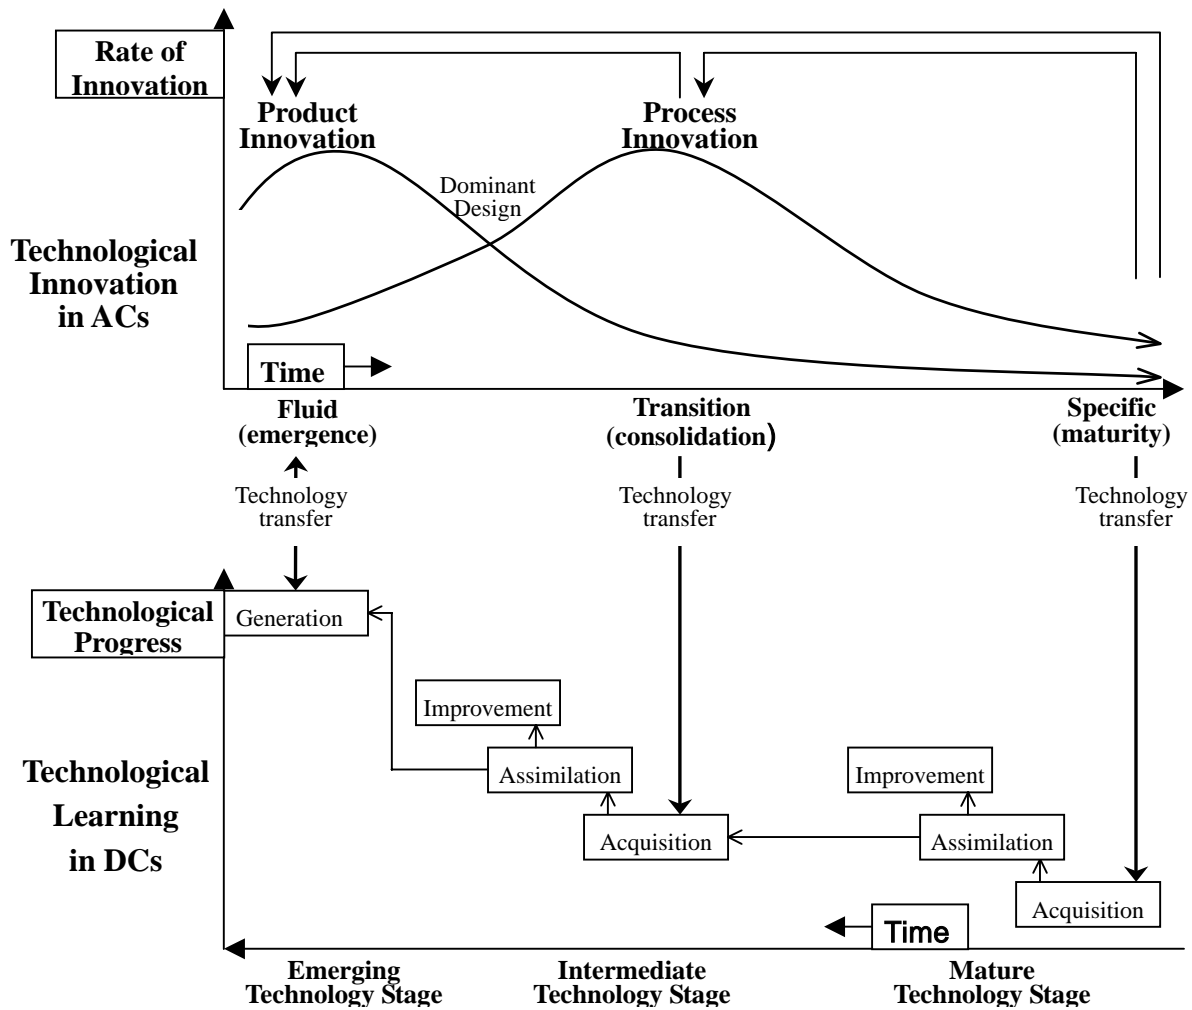 Rate of
Innovation
Product
Innovation
Process
Innovation
Dominant
Design
Technological
Innovation
in ACs
Time
Fluid
(emergence)
Transition
(consolidation)
Specific
(maturity)
Technology
transfer
Technology
transfer
Technology
transfer
Technological
Progress
Generation
Improvement
Assimilation
Acquisition
Improvement
Assimilation
Acquisition
Technological
Learning
in DCs
Time
Emerging
Technology Stage
Intermediate
Technology Stage
Mature
Technology Stage